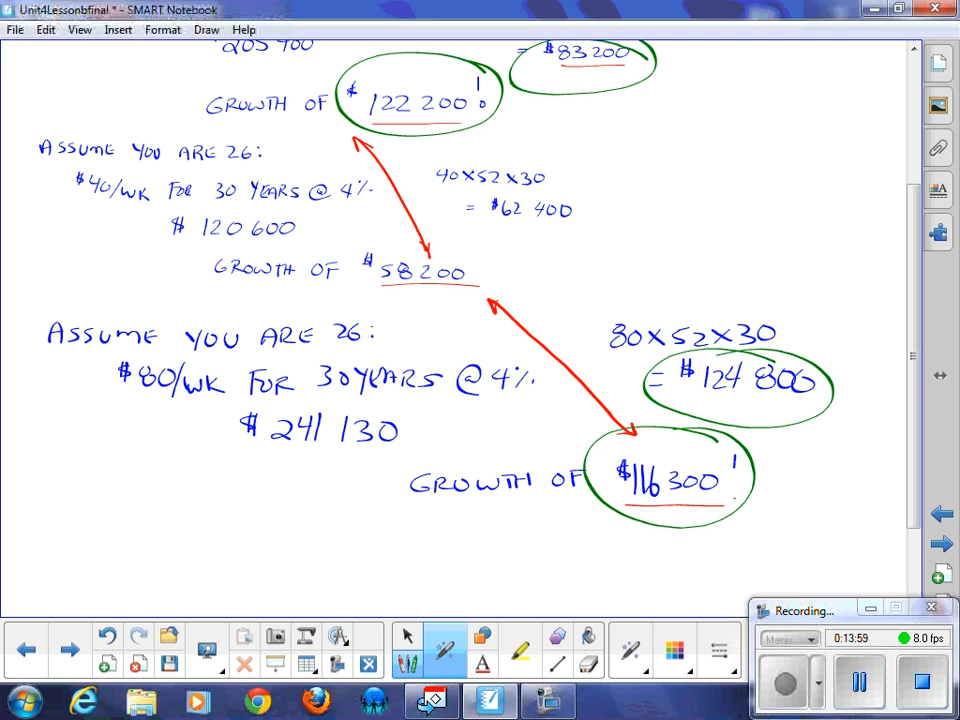 Unit4Lessonbfinal * - SMART Notebook
File Edit View Insert Format Draw Help
$205 400
= $83 200
GROWTH OF $122 200!
ASSUME YOU ARE 26:
$40/WK FOR 30 YEARS @ 4%
40×52×30
= $62 400
$ 120 600
GROWTH OF $58 200
ASSUME YOU ARE 26:
80×52×30
$80/WK FOR 30 YEARS @ 4%
= $124 800
$ 241 130
GROWTH OF $116 300!
Recording...
Menu
0:13:59
8.0 fps